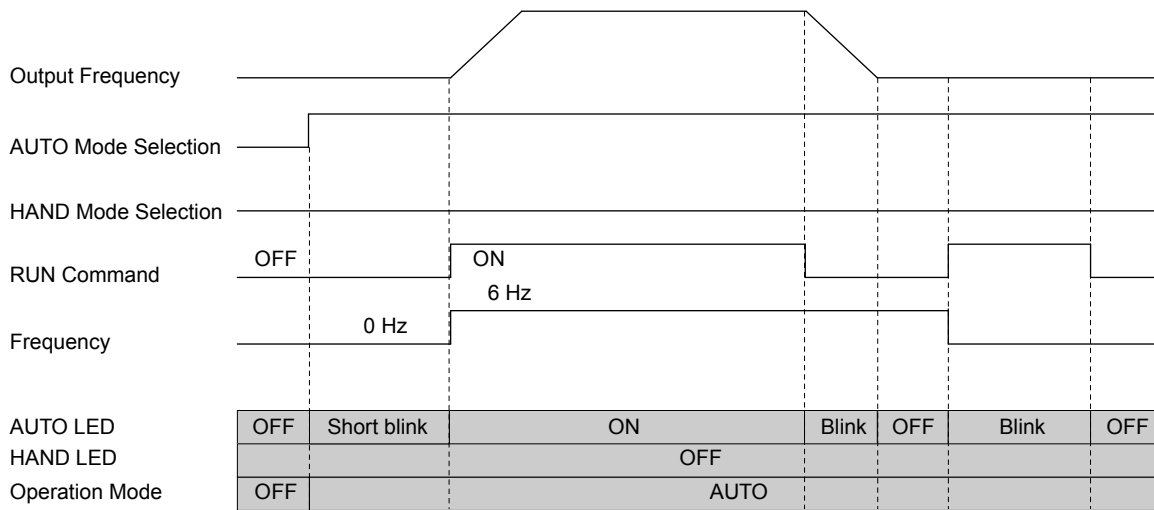 Output Frequency
AUTO Mode Selection
HAND Mode Selection
OFF
ON
RUN Command
6 Hz
0 Hz
Frequency
AUTO LED OFF Short blink ON Blink OFF Blink OFF
HAND LED OFF
Operation Mode OFF AUTO